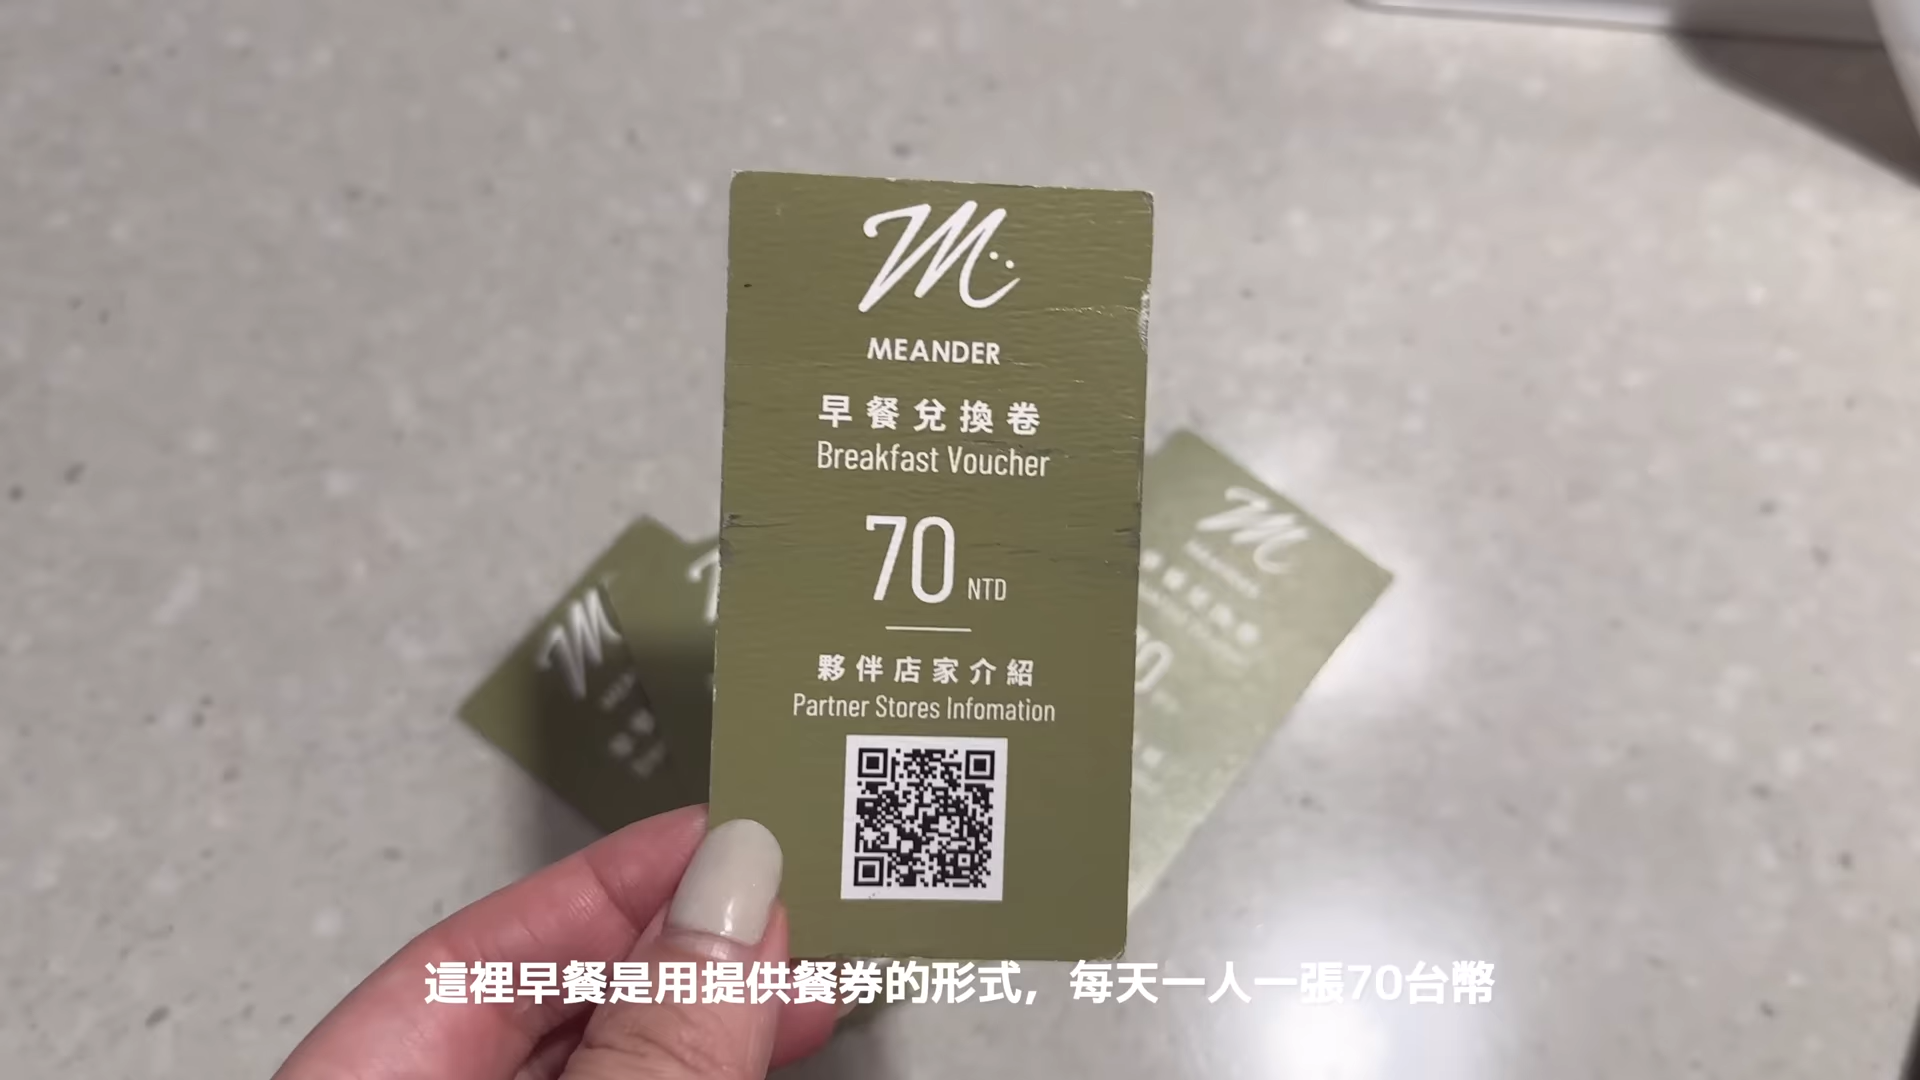 M
MEANDER
早餐兌換卷
Breakfast Voucher
70 NTD
夥伴店家介紹
Partner Stores Infomation
M
M
MEANDER
這裡早餐是用提供餐券的形式，每天一人一張70台幣